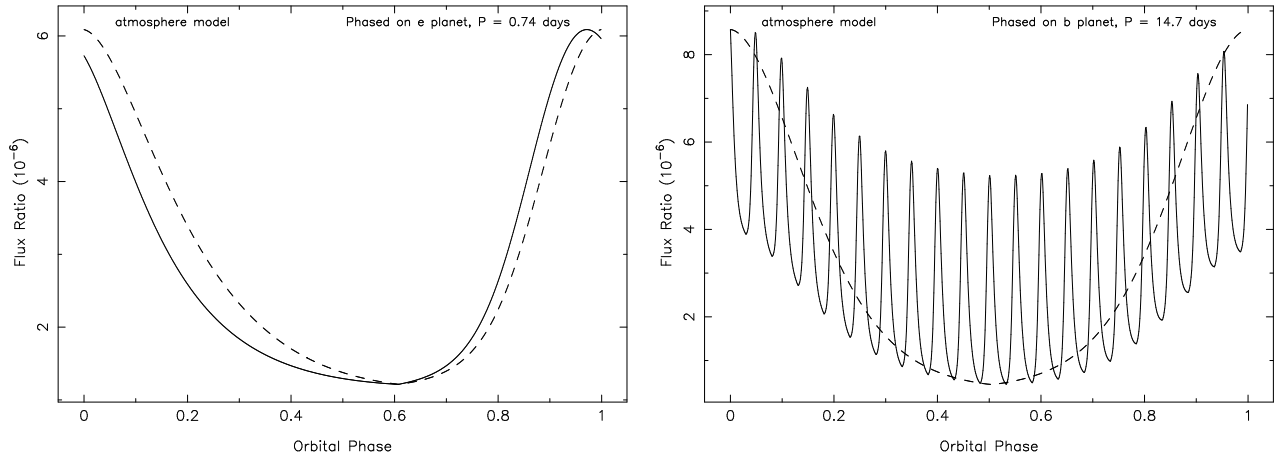 atmosphere model
Phased on e planet, P = 0.74 days
6
4
2
Flux Ratio (10⁻⁶)
0 0.2 0.4 0.6 0.8 1
Orbital Phase
atmosphere model
Phased on b planet, P = 14.7 days
8
6
4
2
Flux Ratio (10⁻⁶)
0 0.2 0.4 0.6 0.8 1
Orbital Phase